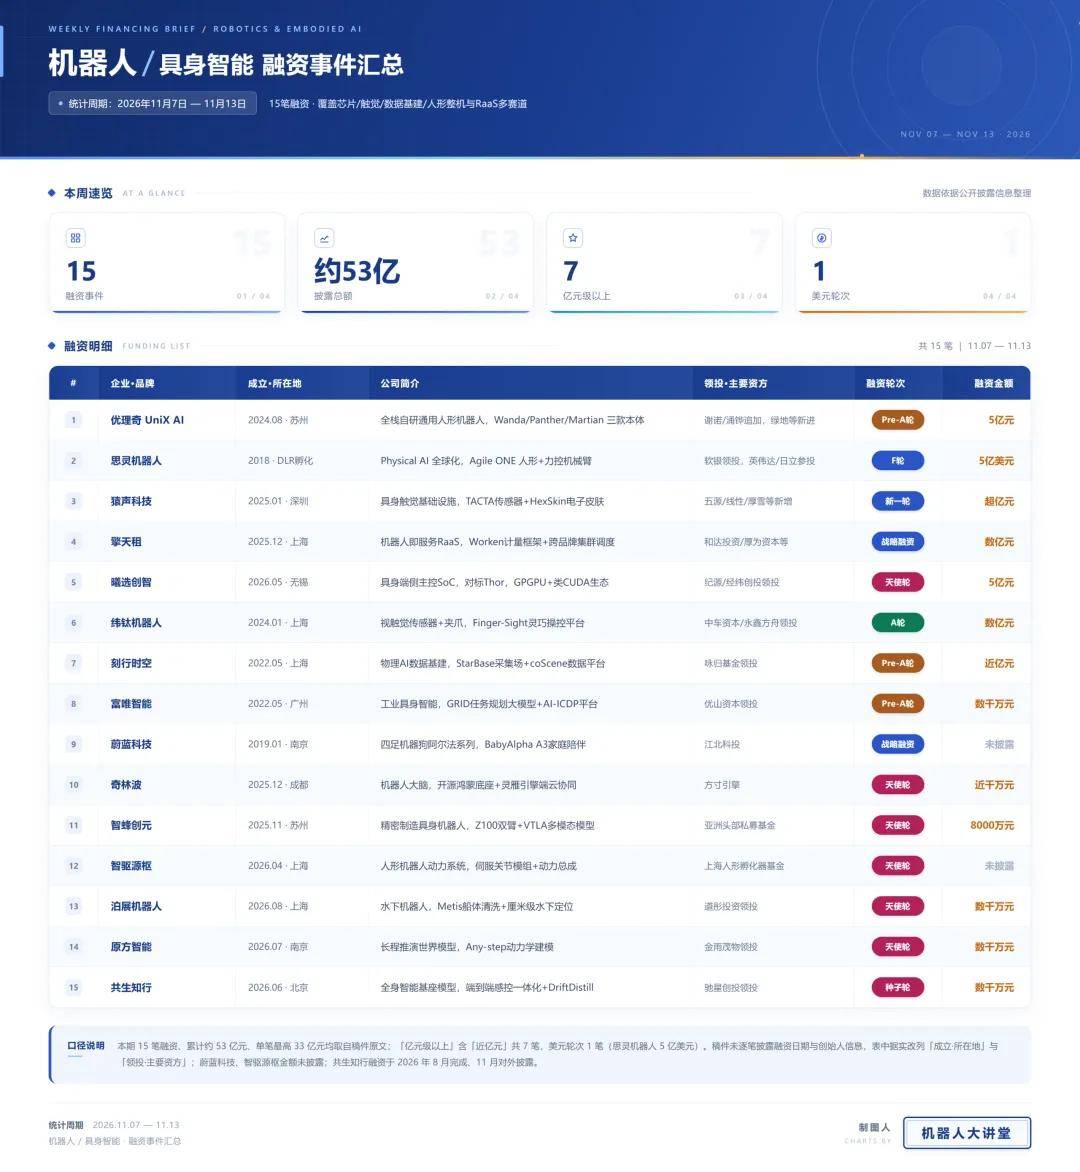 WEEKLY FINANCING BRIEF / ROBOTICS & EMBODIED AI
机器人 / 具身智能 融资事件汇总
统计周期：2026年11月7日 — 11月13日 15笔融资 · 覆盖芯片/触觉/数据基建/人形整机与RaaS多赛道
NOV 07 — NOV 13 · 2026
本周速览 AT A GLANCE 数据依据公开披露信息整理
15 53 7 1
15 约53亿 7 1
融资事件 01 / 04 披露总额 02 / 04 亿元级以上 03 / 04 美元轮次 04 / 04
融资明细 FUNDING LIST 共 15 笔 | 11.07 — 11.13
# 企业•品牌 成立•所在地 公司简介 领投•主要资方 融资轮次 融资金额
1 优理奇 UniX AI 2024.08 · 苏州 全栈自研通用人形机器人，Wanda/Panther/Martian 三款本体 谢诺/涌铧追加，绿地等新进 Pre-A轮 5亿元
2 思灵机器人 2018 · DLR孵化 Physical AI 全球化，Agile ONE 人形+力控机械臂 软银领投，英伟达/日立参投 F轮 5亿美元
3 猿声科技 2025.01 · 深圳 具身触觉基础设施，TACTA传感器+HexSkin电子皮肤 五源/线性/厚雪等新增 新一轮 超亿元
4 擎天租 2025.12 · 上海 机器人即服务RaaS，Worken计量框架+跨品牌集群调度 和达投资/厚为资本等 战略融资 数亿元
5 曦选创智 2026.05 · 无锡 具身端侧主控SoC，对标Thor，GPGPU+类CUDA生态 纪源/经纬创投领投 天使轮 5亿元
6 纬钛机器人 2024.01 · 上海 视触觉传感器+夹爪，Finger-Sight灵巧操控平台 中车资本/永鑫方舟领投 A轮 数亿元
7 刻行时空 2022.05 · 上海 物理AI数据基建，StarBase采集场+coScene数据平台 咏归基金领投 Pre-A轮 近亿元
8 富唯智能 2022.05 · 广州 工业具身智能，GRID任务规划大模型+AI-ICDP平台 优山资本领投 Pre-A轮 数千万元
9 蔚蓝科技 2019.01 · 南京 四足机器狗阿尔法系列，BabyAlpha A3家庭陪伴 江北科投 战略融资 未披露
10 奇林波 2025.12 · 成都 机器人大脑，开源鸿蒙底座+灵雁引擎端云协同 方寸引擎 天使轮 近千万元
11 智蜂创元 2025.11 · 苏州 精密制造具身机器人，Z100双臂+VTLA多模态模型 亚洲头部私募基金 天使轮 8000万元
12 智驱源枢 2026.04 · 上海 人形机器人动力系统，伺服关节模组+动力总成 上海人形孵化器基金 天使轮 未披露
13 泊展机器人 2026.08 · 上海 水下机器人，Metis船体清洗+厘米级水下定位 道彤投资领投 天使轮 数千万元
14 原方智能 2026.07 · 南京 长程推演世界模型，Any-step动力学建模 金雨茂物领投 天使轮 数千万元
15 共生知行 2026.06 · 北京 全身智能基座模型，端到端感控一体化+DriftDistill 驰星创投领投 种子轮 数千万元
口径说明 本期 15 笔融资、累计约 53 亿元、单笔最高 33 亿元均取自稿件原文；「亿元级以上」含「近亿元」共 7 笔，美元轮次 1 笔（思灵机器人 5 亿美元）。稿件未逐笔披露融资日期与创始人信息，表中据实改列「成立·所在地」与
「领投·主要资方」；蔚蓝科技、智驱源枢金额未披露；共生知行融资于 2026 年 8 月完成、11 月对外披露。
统计周期 2026.11.07 — 11.13
机器人 / 具身智能 · 融资事件汇总
制图人
CHARTS BY
机器人大讲堂